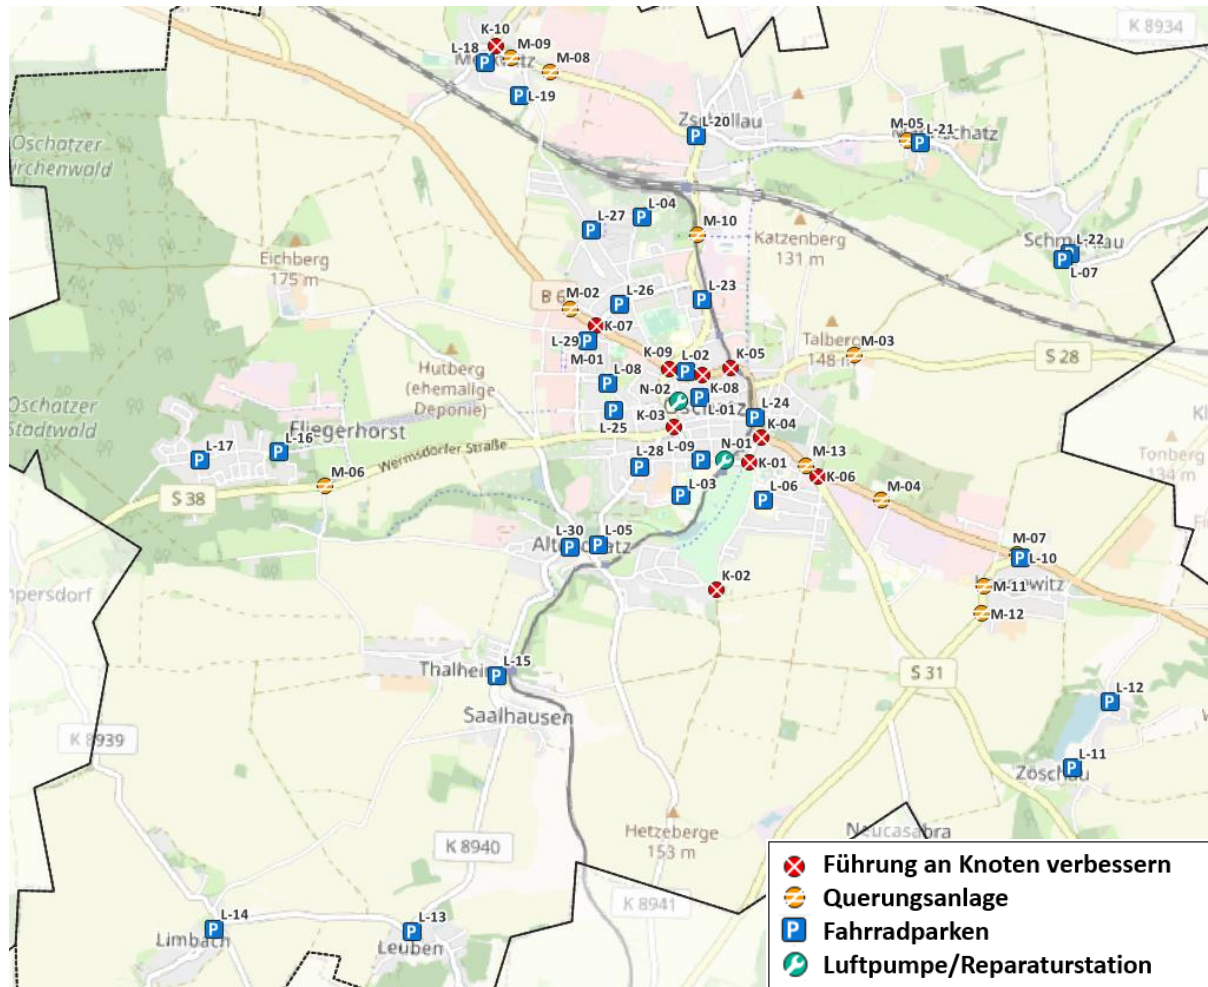 K 8934
K-10
L-18
M-09
M-08
L-19
L-20
M-05
L-21
Oschatzer
L-27
L-04
M-10
Katzenberg
131 m
L-22
L-07
Eichberg
175 m
B 6
M-02
L-26
L-23
K-07
L-29
M-01
K-09
L-02
K-05
Talberg
148 m
M-03
S 28
Hutberg
(ehemalige
Deponie)
L-08
N-02
K-08
L-01
L-24
Oschatzer
Stadtwald
L-25
K-03
K-04
Fliegerhorst
Wermsdorfer Straße
L-17
L-16
M-06
L-28
L-09
N-01
K-01
M-13
K-06
Tonberg
134 m
S 38
L-03
L-06
M-04
L-30
L-05
M-07
L-10
K-02
M-11
M-12
Thalheim
L-15
S 31
L-12
Saalhausen
K 8939
L-11
Zöschau
Hetzeberge
153 m
Neucasabra
K 8940
K 8941
L-14
Limbach
L-13
Leuben
Führung an Knoten verbessern
Querungsanlage
Fahrradparken
Luftpumpe/Reparaturstation